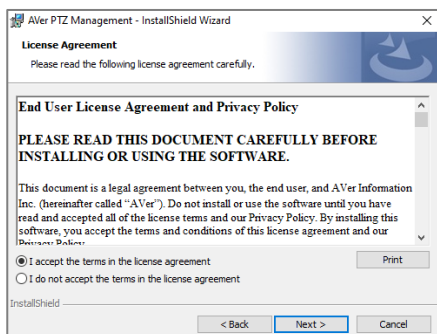 AVer PTZ Management - InstallShield Wizard
License Agreement
Please read the following license agreement carefully.
End User License Agreement and Privacy Policy
PLEASE READ THIS DOCUMENT CAREFULLY BEFORE
INSTALLING OR USING THE SOFTWARE.
This document is a legal agreement between you, the end user, and AVer Information
Inc. (hereinafter called “AVer”). Do not install or use the software until you have
read and accepted all of the license terms and our Privacy Policy. By installing this
software, you accept the terms and conditions of this license agreement and our
Privacy Policy.
I accept the terms in the license agreement
Print
I do not accept the terms in the license agreement
InstallShield
< Back
Next >
Cancel